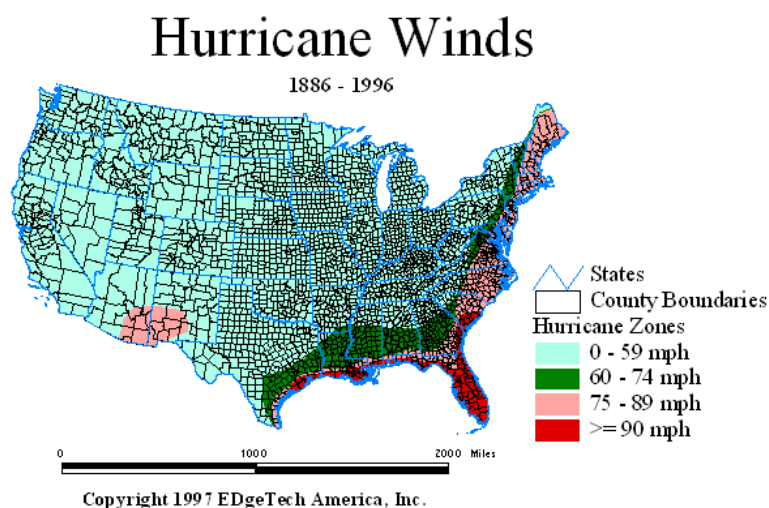 Hurricane Winds
1886 - 1996
States
County Boundaries
Hurricane Zones
0 - 59 mph
60 - 74 mph
75 - 89 mph
>= 90 mph
0 1000 2000 Miles
Copyright 1997 EDgeTech America, Inc.